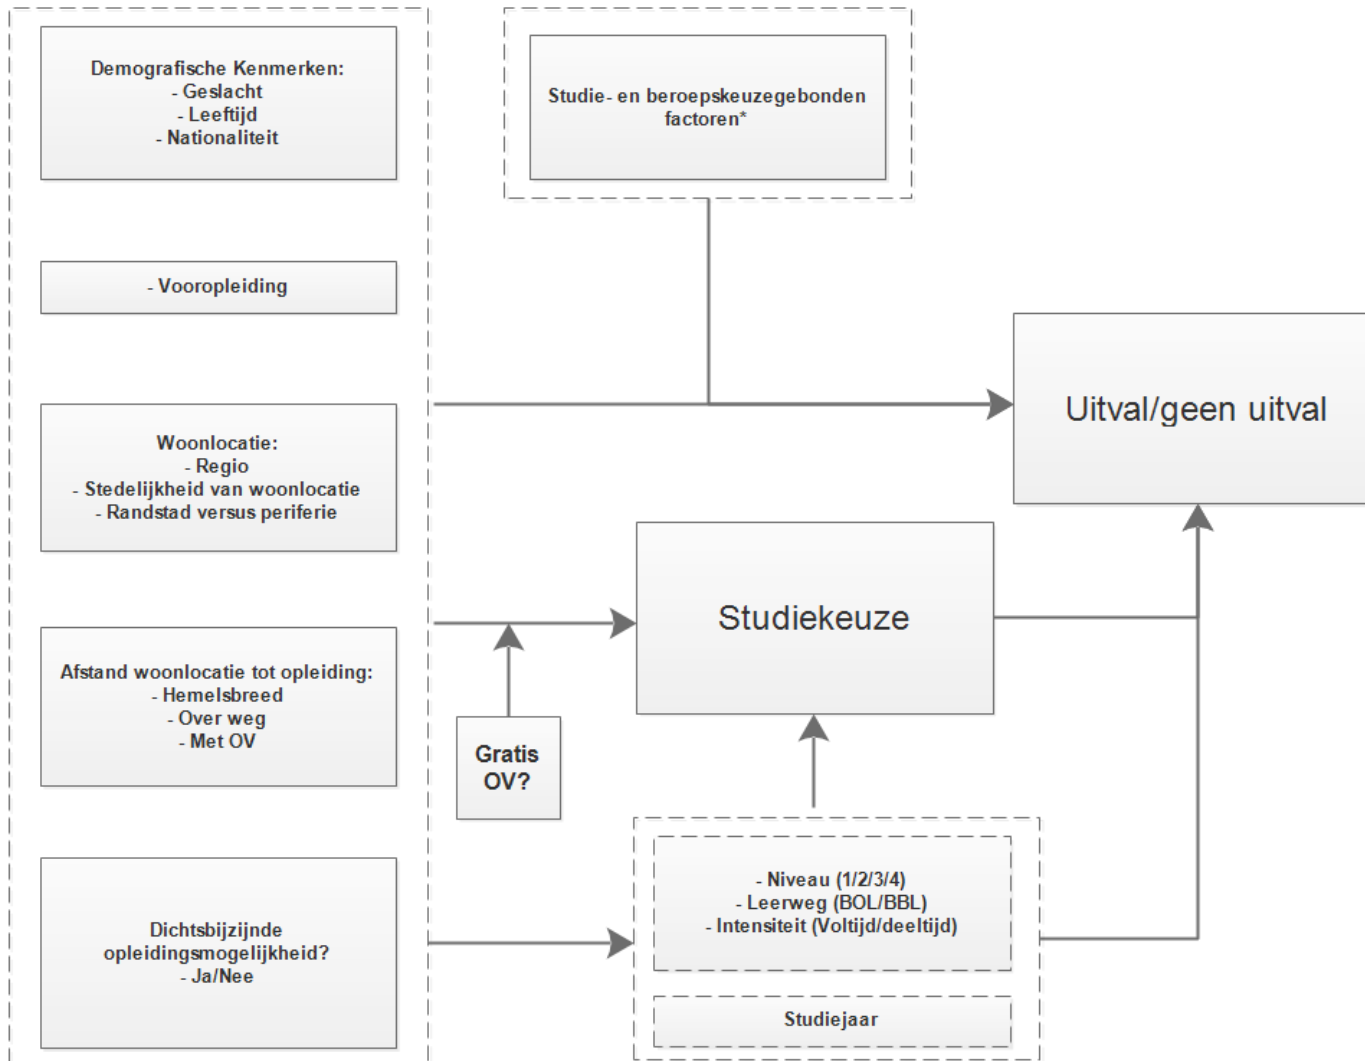 Demografische Kenmerken:
- Geslacht
- Leeftijd
- Nationaliteit
Studie- en beroepskeuzegebonden
factoren*
- Vooropleiding
Woonlocatie:
- Regio
- Stedelijkheid van woonlocatie
- Randstad versus periferie
Uitval/geen uitval
Studiekeuze
Afstand woonlocatie tot opleiding:
- Hemelsbreed
- Over weg
- Met OV
Gratis
OV?
Dichtsbijzijnde
opleidingsmogelijkheid?
- Ja/Nee
- Niveau (1/2/3/4)
- Leerweg (BOL/BBL)
- Intensiteit (Voltijd/deeltijd)
Studiejaar